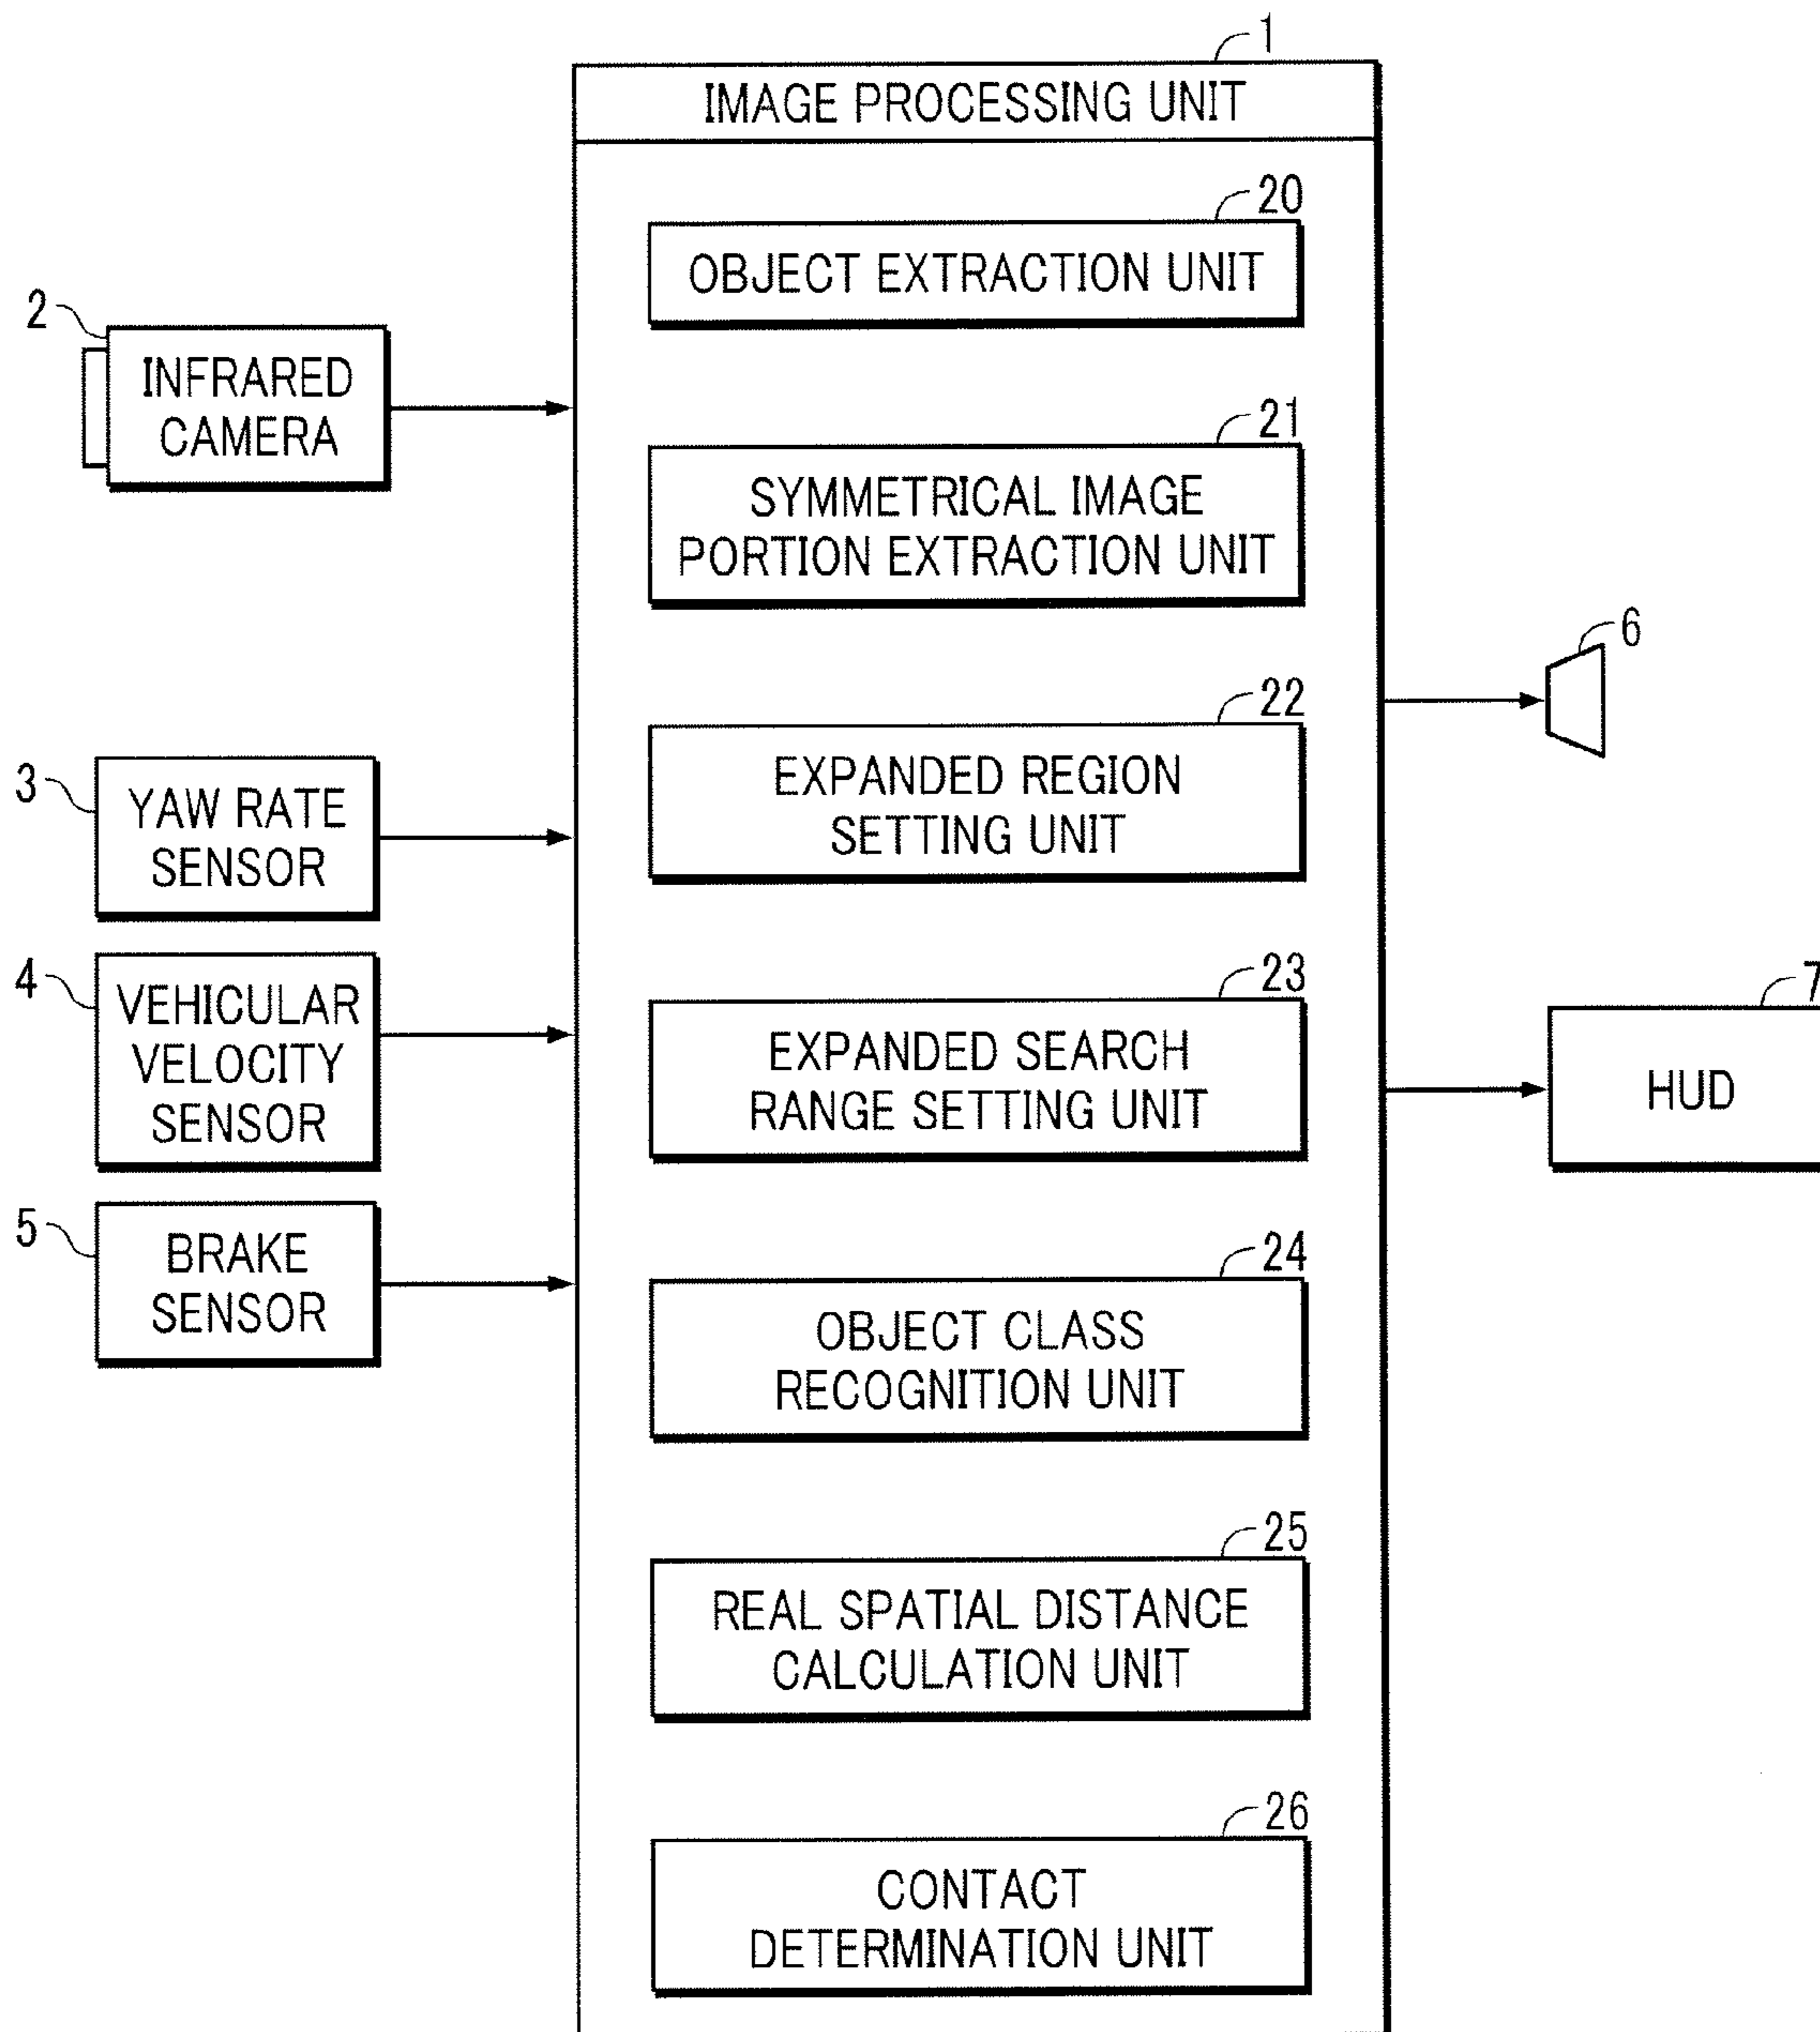 1
IMAGE PROCESSING UNIT
20
OBJECT EXTRACTION UNIT
2
INFRARED
CAMERA
21
SYMMETRICAL IMAGE
PORTION EXTRACTION UNIT
6
22
EXPANDED REGION
SETTING UNIT
3
YAW RATE
SENSOR
4
VEHICULAR
VELOCITY
SENSOR
23
EXPANDED SEARCH
RANGE SETTING UNIT
7
HUD
5
BRAKE
SENSOR
24
OBJECT CLASS
RECOGNITION UNIT
25
REAL SPATIAL DISTANCE
CALCULATION UNIT
26
CONTACT
DETERMINATION UNIT